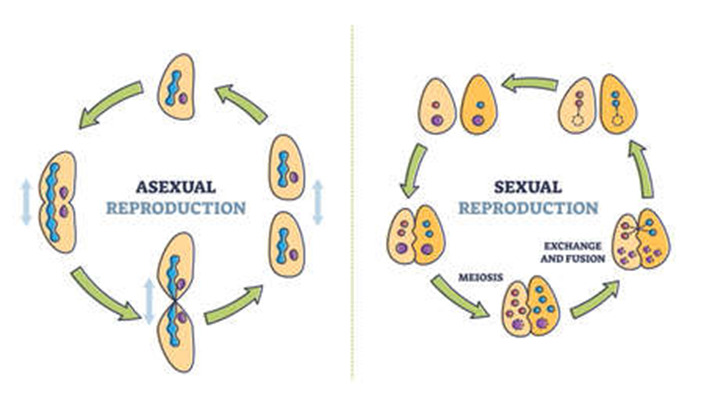 ASEXUAL
REPRODUCTION
SEXUAL
REPRODUCTION
EXCHANGE
AND FUSION
MEIOSIS